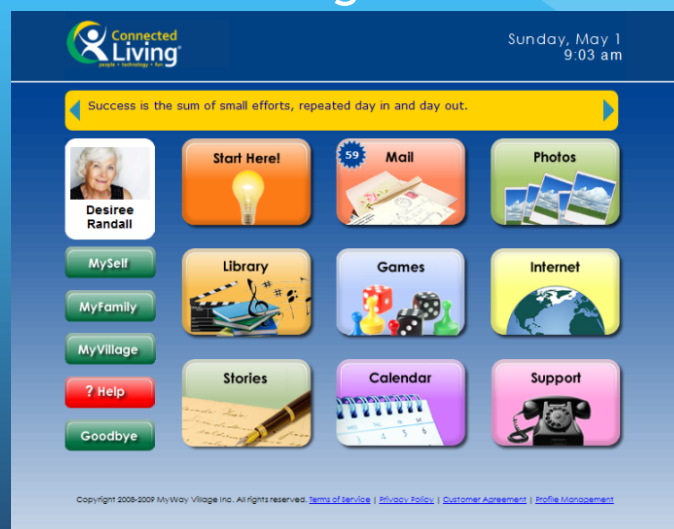 Connected
Living
people • technology • fun
Sunday, May 1
9:03 am
Success is the sum of small efforts, repeated day in and day out.
Desiree
Randall
MySelf
MyFamily
MyVillage
? Help
Goodbye
Start Here!
59
Mail
Photos
Library
Games
Internet
Stories
Calendar
Support
Copyright 2008-2009 MyWay Village Inc. All rights reserved. Terms of Service | Privacy Policy | Customer Agreement | Profile Management